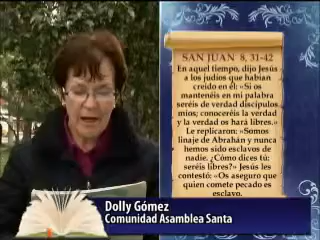 SAN JUAN 8, 31-42
En aquel tiempo, dijo Jesús
a los judíos que habían
creído en él: «Si os
mantenéis en mi palabra
seréis de verdad discípulos
míos; conoceréis la verdad
y la verdad os hará libres.»
Le replicaron: «Somos
linaje de Abrahán y nunca
hemos sido esclavos de
nadie. ¿Cómo dices tú:
seréis libres?» Jesús les
contestó: «Os aseguro que
quien comete pecado es
esclavo.
Dolly Gómez
Comunidad Asamblea Santa